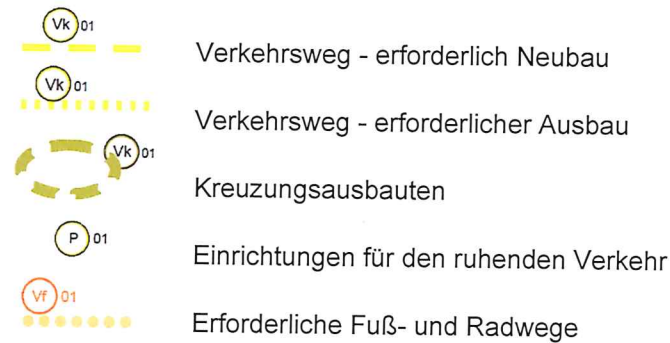 Vk 01
Verkehrsweg - erforderlich Neubau
Vk 01
Verkehrsweg - erforderlicher Ausbau
Vk 01
Kreuzungsausbauten
P 01
Einrichtungen für den ruhenden Verkehr
Vf 01
Erforderliche Fuß- und Radwege